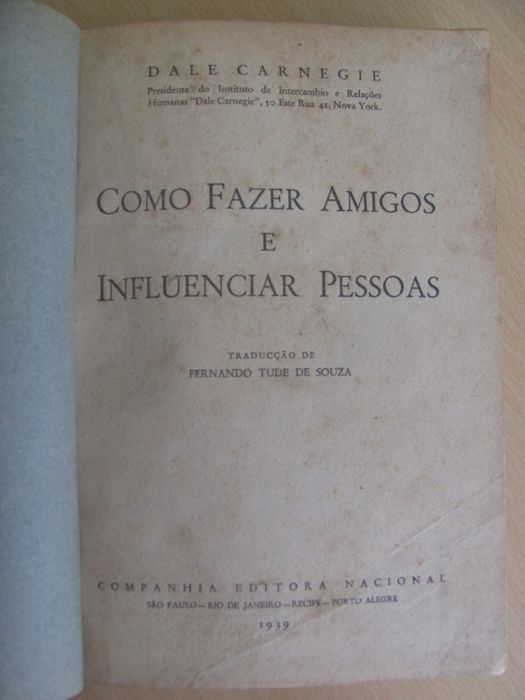 DALE CARNEGIE
Presidente do Instituto de Intercambio e Relações
Humanas "Dale Carnegie", 50 Este Rua 42, Nova York.
COMO FAZER AMIGOS
E
INFLUENCIAR PESSOAS
TRADUCÇÃO DE
FERNANDO TUDE DE SOUZA
COMPANHIA EDITORA NACIONAL
SÃO PAULO—RIO DE JANEIRO—RECIFE—PORTO ALEGRE
1939